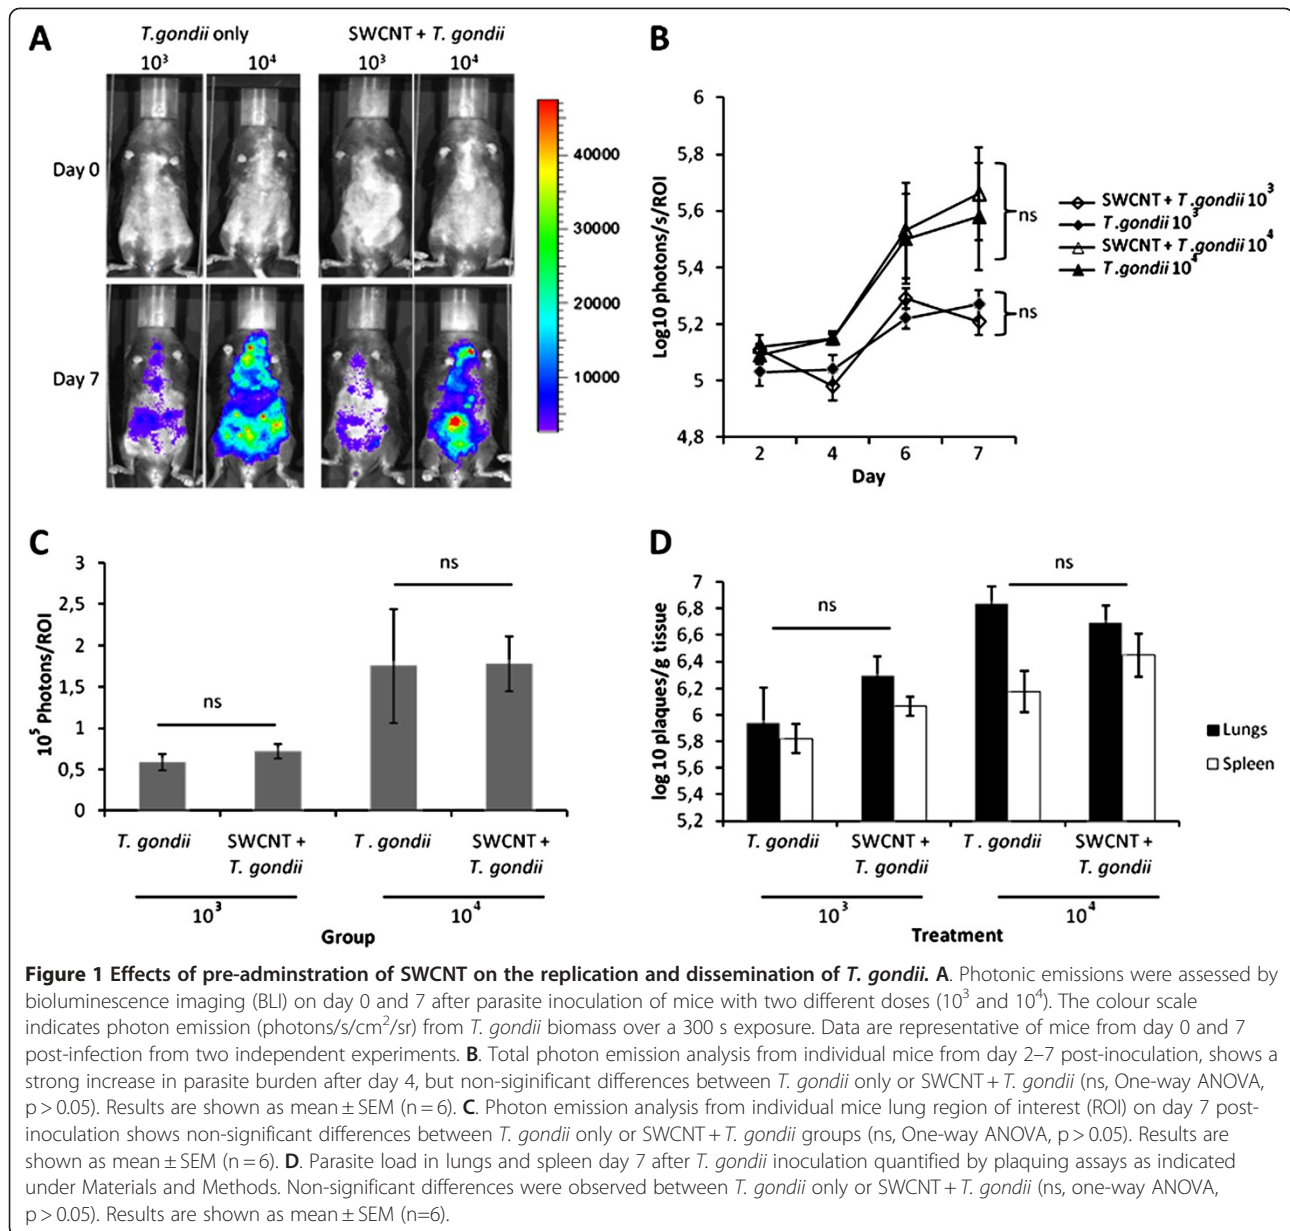 A
T.gondii only
SWCNT + T. gondii
10³
10⁴
10³
10⁴
Day 0
Day 7
40000
30000
20000
10000
B
Log10 photons/s/ROI
6
5,8
5,6
5,4
5,2
5
4,8
2
4
6
7
Day
ns
ns
SWCNT + T .gondii 10³
T.gondii 10³
SWCNT + T .gondii 10⁴
T.gondii 10⁴
C
10⁵ Photons/ROI
3
2,5
2
1,5
1
0,5
0
ns
ns
T. gondii
SWCNT +
T. gondii
T . gondii
SWCNT +
T. gondii
10³
10⁴
Group
D
log 10 plaques/g tissue
7
6,8
6,6
6,4
6,2
6
5,8
5,6
5,4
5,2
ns
ns
Lungs
Spleen
T. gondii
SWCNT +
T. gondii
T . gondii
SWCNT +
T. gondii
10³
10⁴
Treatment
Figure 1 Effects of pre-adminstration of SWCNT on the replication and dissemination of T. gondii. A. Photonic emissions were assessed by
bioluminescence imaging (BLI) on day 0 and 7 after parasite inoculation of mice with two different doses (10³ and 10⁴). The colour scale
indicates photon emission (photons/s/cm²/sr) from T. gondii biomass over a 300 s exposure. Data are representative of mice from day 0 and 7
post-infection from two independent experiments. B. Total photon emission analysis from individual mice from day 2–7 post-inoculation, shows a
strong increase in parasite burden after day 4, but non-siginificant differences between T. gondii only or SWCNT + T. gondii (ns, One-way ANOVA,
p > 0.05). Results are shown as mean ± SEM (n = 6). C. Photon emission analysis from individual mice lung region of interest (ROI) on day 7 post-
inoculation shows non-significant differences between T. gondii only or SWCNT + T. gondii groups (ns, One-way ANOVA, p > 0.05). Results are
shown as mean ± SEM (n = 6). D. Parasite load in lungs and spleen day 7 after T. gondii inoculation quantified by plaquing assays as indicated
under Materials and Methods. Non-significant differences were observed between T. gondii only or SWCNT + T. gondii (ns, one-way ANOVA,
p > 0.05). Results are shown as mean ± SEM (n=6).